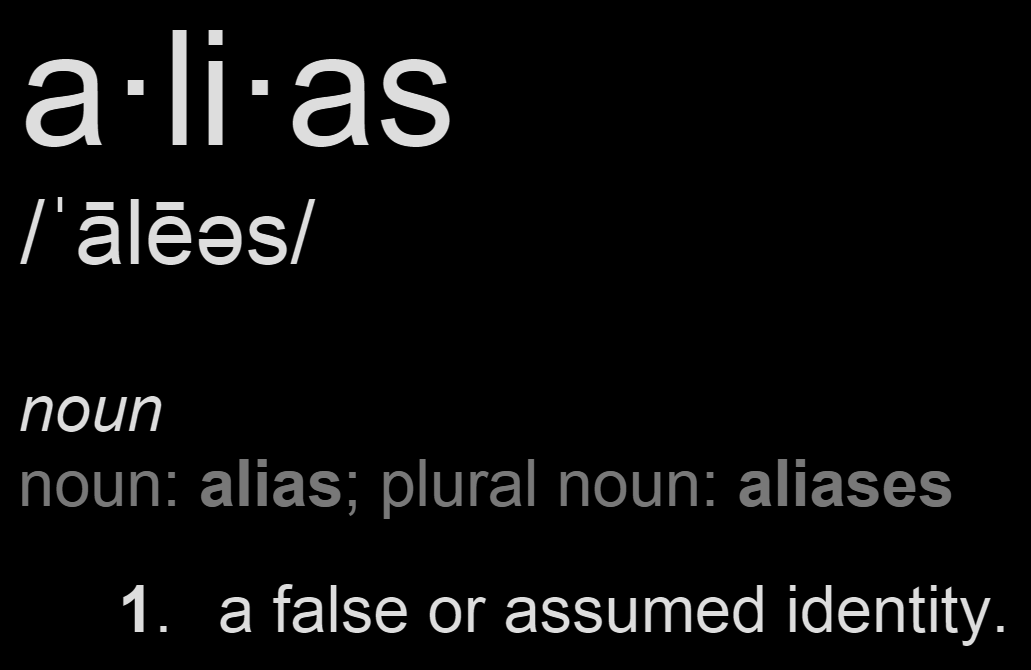 a·li·as
/ˈālēəs/
noun
noun: alias; plural noun: aliases
1. a false or assumed identity.